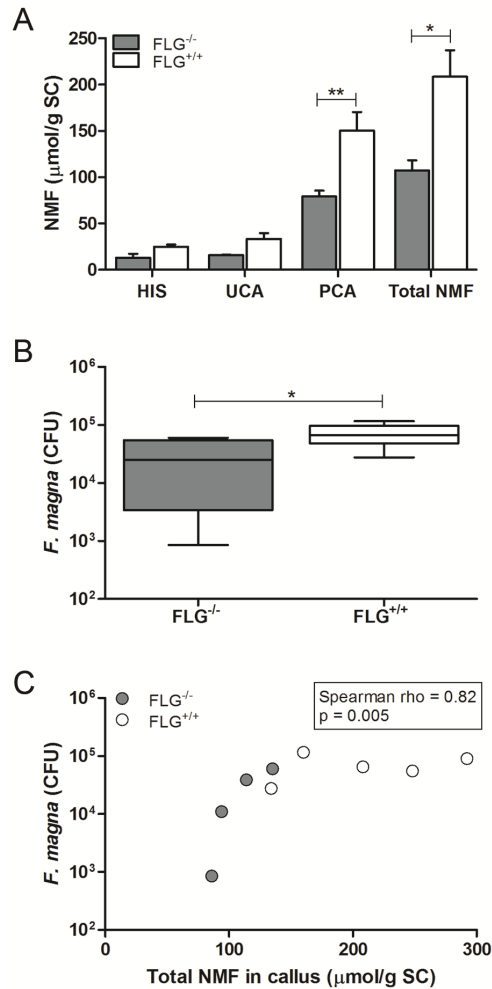 A
FLG-/-
FLG+/+
NMF (µmol/g SC)
250
200
150
100
50
0
**
*
HIS UCA PCA Total NMF
B
F. magna (CFU)
10^6
10^5
10^4
10^3
10^2
*
FLG-/- FLG+/+
C
FLG-/-
FLG+/+
Spearman rho = 0.82
p = 0.005
F. magna (CFU)
10^6
10^5
10^4
10^3
10^2
0 100 200 300
Total NMF in callus (µmol/g SC)